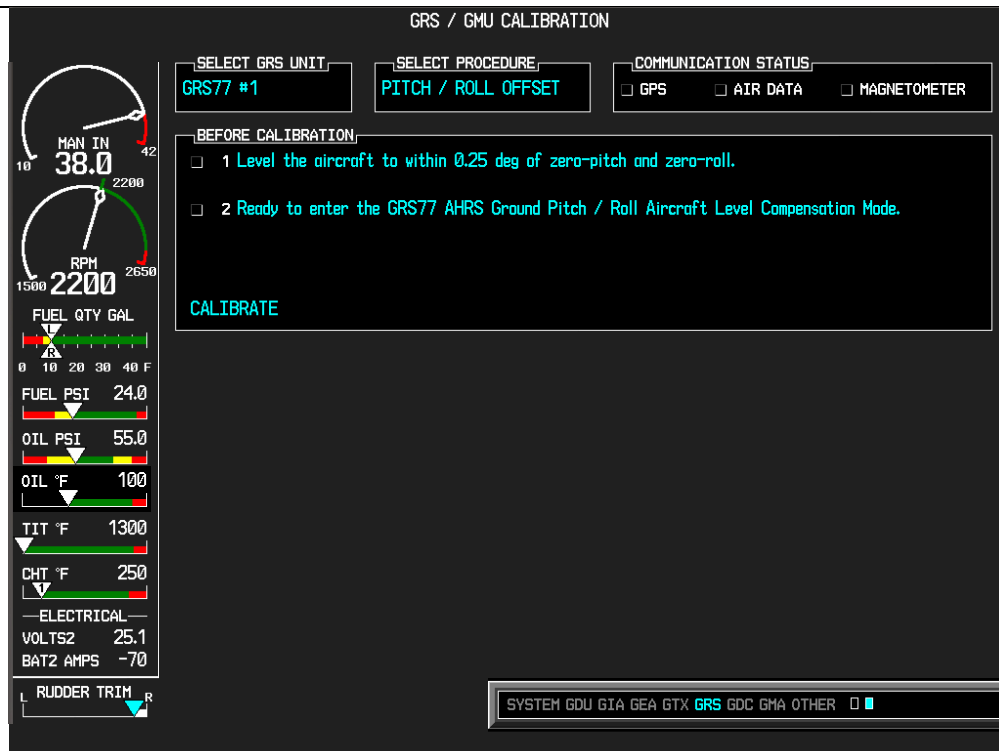 GRS / GMU CALIBRATION
SELECT GRS UNIT
GRS77 #1
SELECT PROCEDURE
PITCH / ROLL OFFSET
COMMUNICATION STATUS
GPS AIR DATA MAGNETOMETER
BEFORE CALIBRATION
1 Level the aircraft to within 0.25 deg of zero-pitch and zero-roll.
2 Ready to enter the GRS77 AHRS Ground Pitch / Roll Aircraft Level Compensation Mode.
CALIBRATE
MAN IN
10 38.0 42
2200
RPM
1500 2200 2650
FUEL QTY GAL
L
R
0 10 20 30 40 F
FUEL PSI 24.0
OIL PSI 55.0
OIL °F 100
TIT °F 1300
CHT °F 250
1
ELECTRICAL
VOLTS2 25.1
BAT2 AMPS -70
L RUDDER TRIM R
SYSTEM GDU GIA GEA GTX GRS GDC GMA OTHER